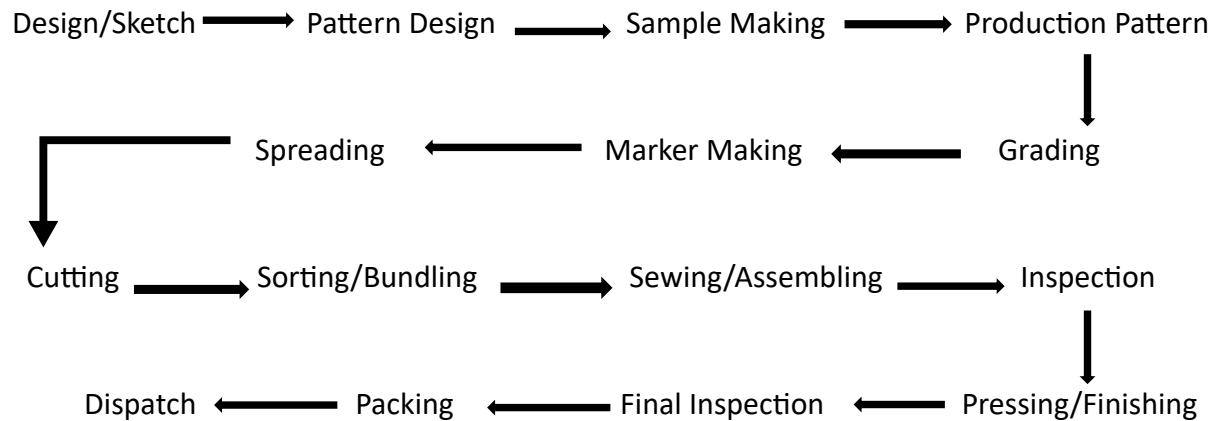 Design/Sketch Pattern Design Sample Making Production Pattern
Spreading Marker Making Grading
Cutting Sorting/Bundling Sewing/Assembling Inspection
Dispatch Packing Final Inspection Pressing/Finishing